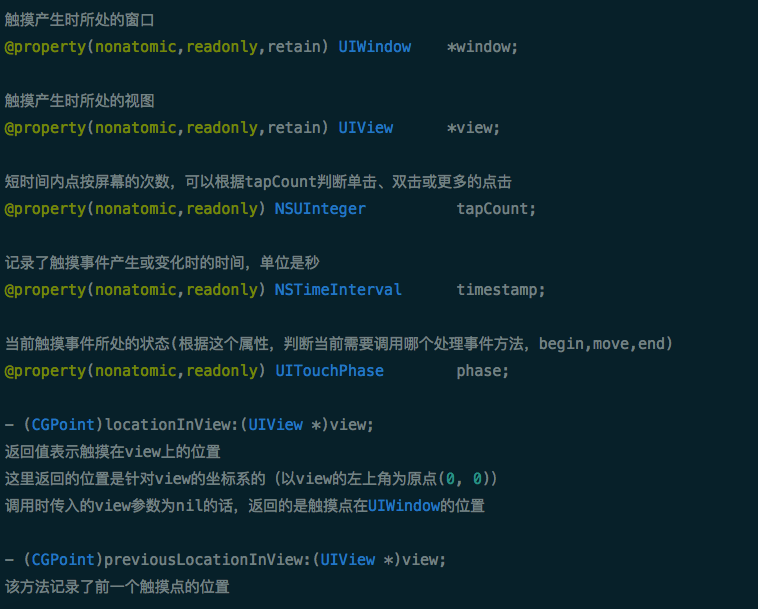 触摸产生时所处的窗口
@property(nonatomic,readonly,retain) UIWindow    *window;
触摸产生时所处的视图
@property(nonatomic,readonly,retain) UIView      *view;
短时间内点按屏幕的次数，可以根据tapCount判断单击、双击或更多的点击
@property(nonatomic,readonly) NSUInteger          tapCount;
记录了触摸事件产生或变化时的时间，单位是秒
@property(nonatomic,readonly) NSTimeInterval      timestamp;
当前触摸事件所处的状态(根据这个属性，判断当前需要调用哪个处理事件方法，begin,move,end)
@property(nonatomic,readonly) UITouchPhase        phase;
- (CGPoint)locationInView:(UIView *)view;
返回值表示触摸在view上的位置
这里返回的位置是针对view的坐标系的（以view的左上角为原点(0, 0)）
调用时传入的view参数为nil的话，返回的是触摸点在UIWindow的位置
- (CGPoint)previousLocationInView:(UIView *)view;
该方法记录了前一个触摸点的位置